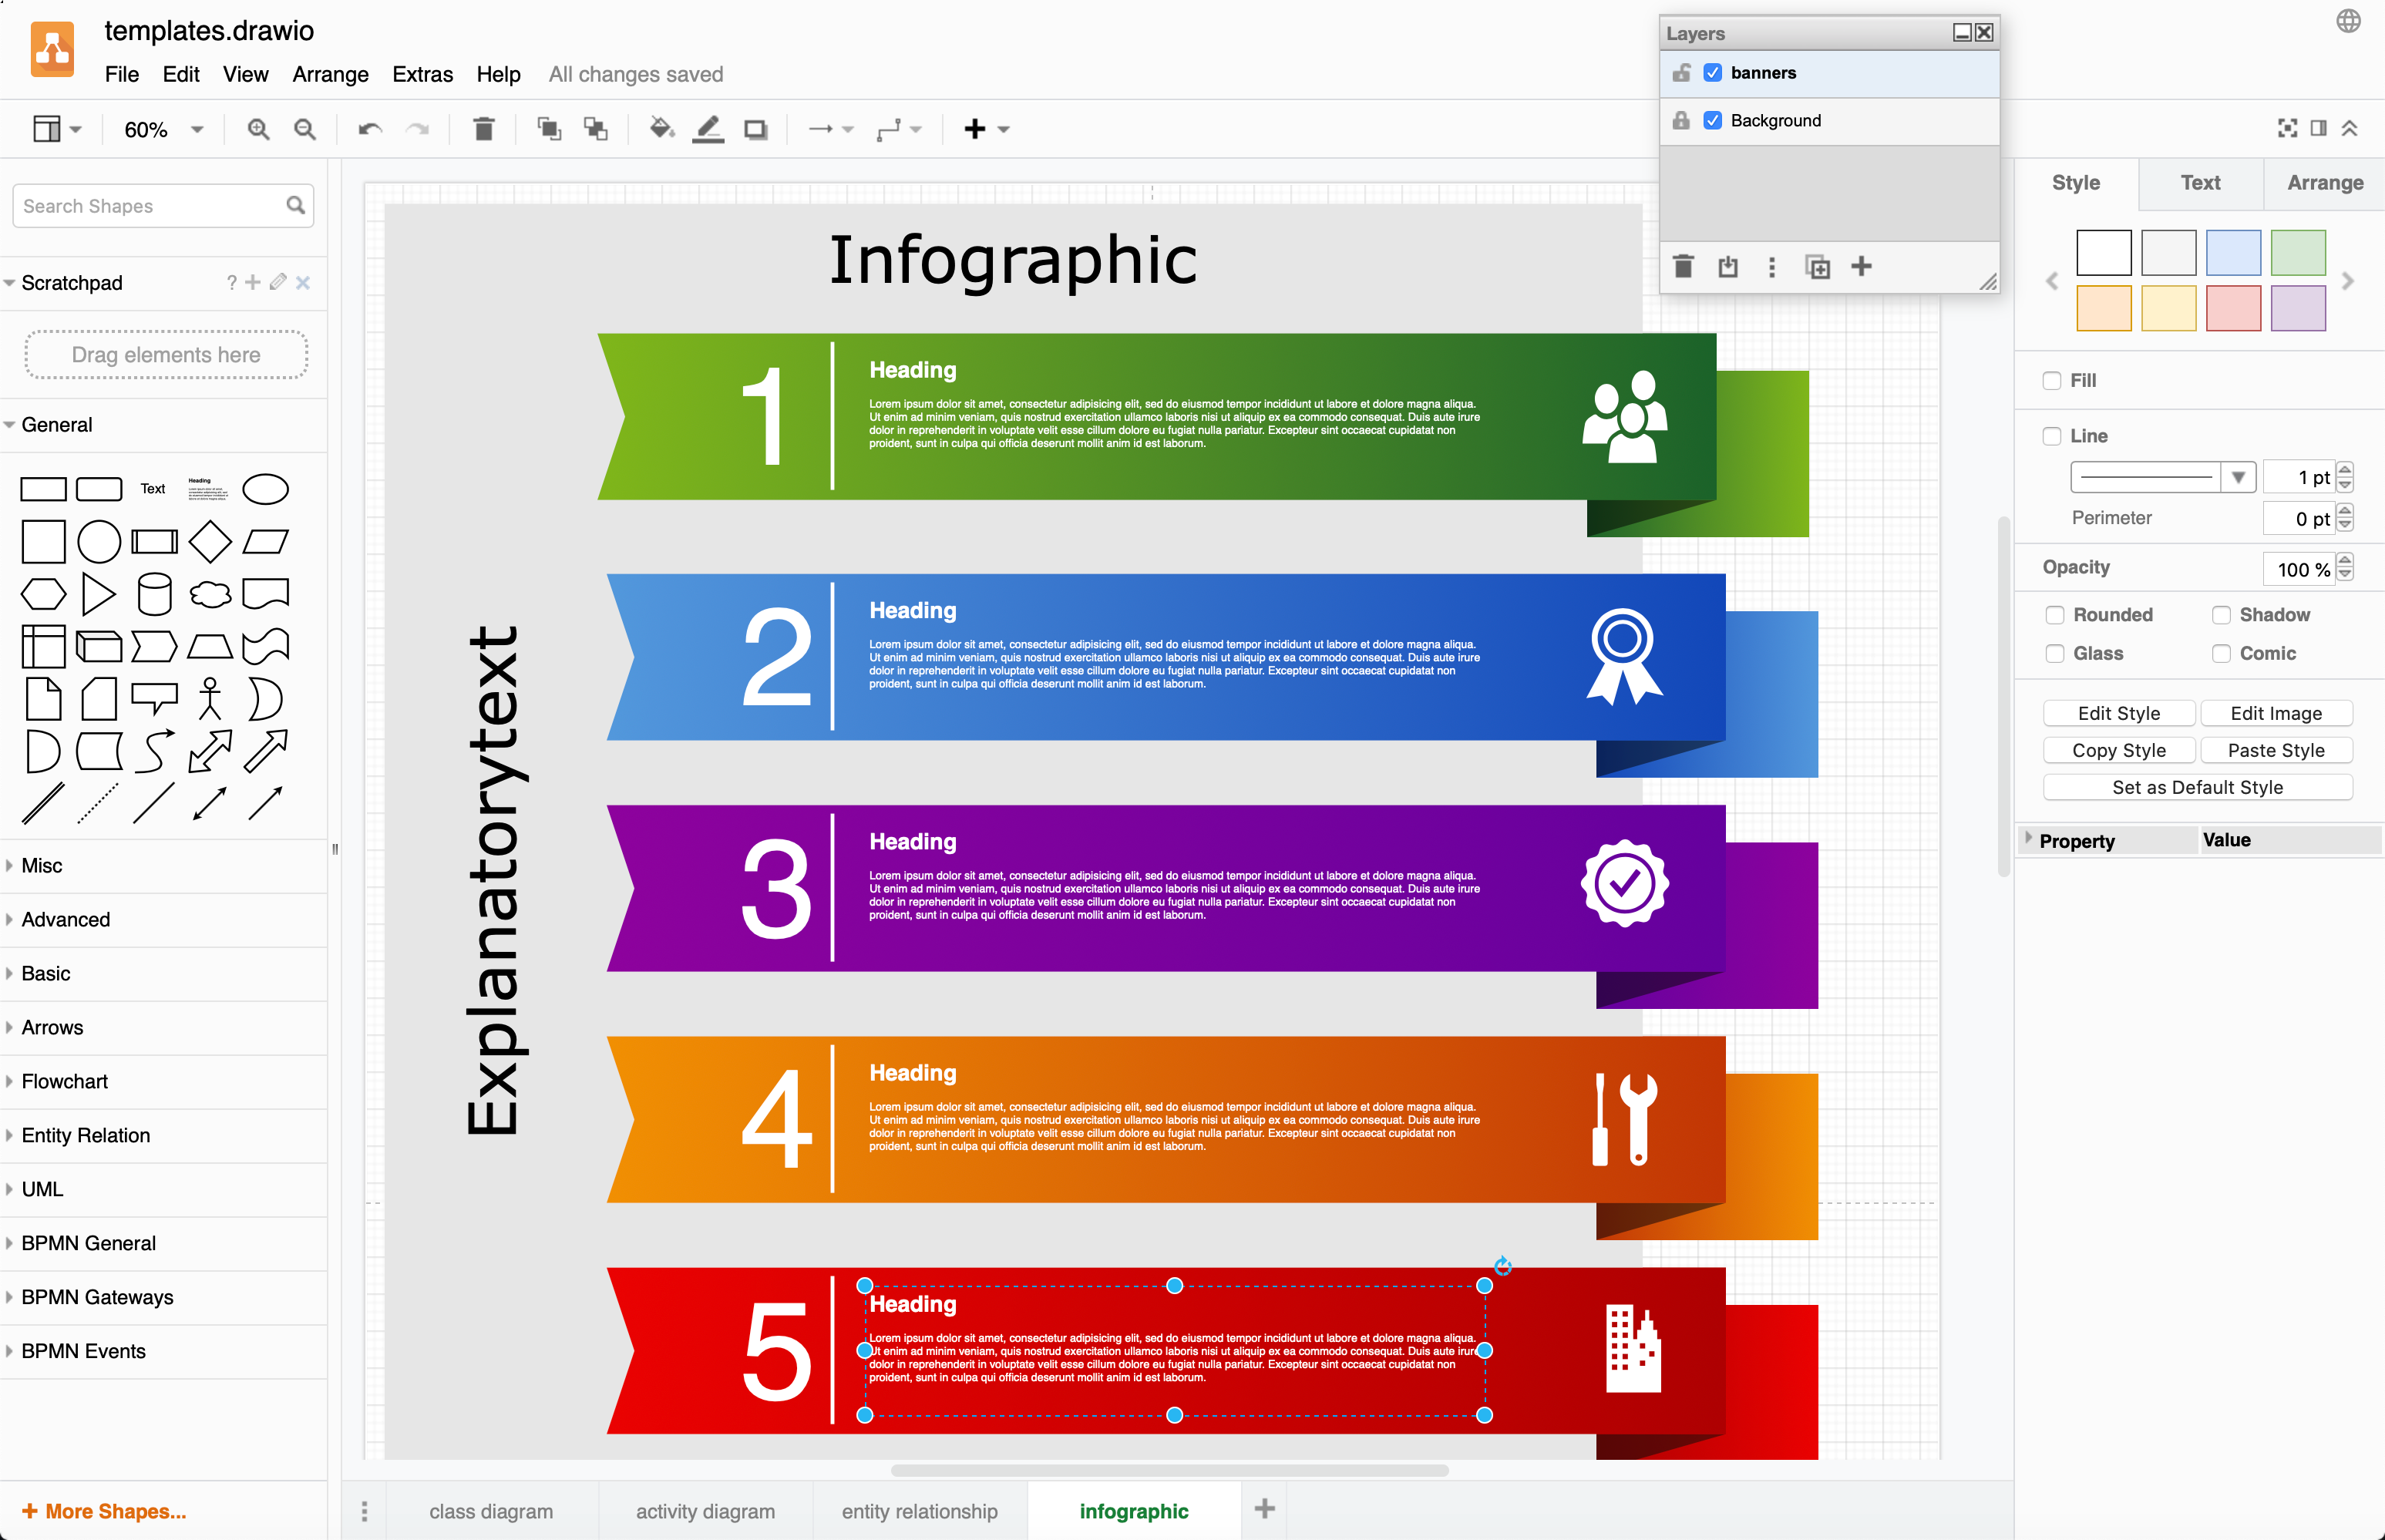 templates.drawio
File Edit View Arrange Extras Help All changes saved
60%
Layers
banners
Background
Search Shapes
Scratchpad ?
Drag elements here
General
Text
Heading
Misc
Advanced
Basic
Arrows
Flowchart
Entity Relation
UML
BPMN General
BPMN Gateways
BPMN Events
+ More Shapes...
Infographic
Explanatorytext
1
Heading
Lorem ipsum dolor sit amet, consectetur adipisicing elit, sed do eiusmod tempor incididunt ut labore et dolore magna aliqua.
Ut enim ad minim veniam, quis nostrud exercitation ullamco laboris nisi ut aliquip ex ea commodo consequat. Duis aute irure
dolor in reprehenderit in voluptate velit esse cillum dolore eu fugiat nulla pariatur. Excepteur sint occaecat cupidatat non
proident, sunt in culpa qui officia deserunt mollit anim id est laborum.
2
Heading
Lorem ipsum dolor sit amet, consectetur adipisicing elit, sed do eiusmod tempor incididunt ut labore et dolore magna aliqua.
Ut enim ad minim veniam, quis nostrud exercitation ullamco laboris nisi ut aliquip ex ea commodo consequat. Duis aute irure
dolor in reprehenderit in voluptate velit esse cillum dolore eu fugiat nulla pariatur. Excepteur sint occaecat cupidatat non
proident, sunt in culpa qui officia deserunt mollit anim id est laborum.
3
Heading
Lorem ipsum dolor sit amet, consectetur adipisicing elit, sed do eiusmod tempor incididunt ut labore et dolore magna aliqua.
Ut enim ad minim veniam, quis nostrud exercitation ullamco laboris nisi ut aliquip ex ea commodo consequat. Duis aute irure
dolor in reprehenderit in voluptate velit esse cillum dolore eu fugiat nulla pariatur. Excepteur sint occaecat cupidatat non
proident, sunt in culpa qui officia deserunt mollit anim id est laborum.
4
Heading
Lorem ipsum dolor sit amet, consectetur adipisicing elit, sed do eiusmod tempor incididunt ut labore et dolore magna aliqua.
Ut enim ad minim veniam, quis nostrud exercitation ullamco laboris nisi ut aliquip ex ea commodo consequat. Duis aute irure
dolor in reprehenderit in voluptate velit esse cillum dolore eu fugiat nulla pariatur. Excepteur sint occaecat cupidatat non
proident, sunt in culpa qui officia deserunt mollit anim id est laborum.
5
Heading
Lorem ipsum dolor sit amet, consectetur adipisicing elit, sed do eiusmod tempor incididunt ut labore et dolore magna aliqua.
Ut enim ad minim veniam, quis nostrud exercitation ullamco laboris nisi ut aliquip ex ea commodo consequat. Duis aute irure
dolor in reprehenderit in voluptate velit esse cillum dolore eu fugiat nulla pariatur. Excepteur sint occaecat cupidatat non
proident, sunt in culpa qui officia deserunt mollit anim id est laborum.
class diagram activity diagram entity relationship infographic
Style Text Arrange
Fill
Line
1 pt
Perimeter 0 pt
Opacity 100 %
Rounded Shadow
Glass Comic
Edit Style Edit Image
Copy Style Paste Style
Set as Default Style
Property Value